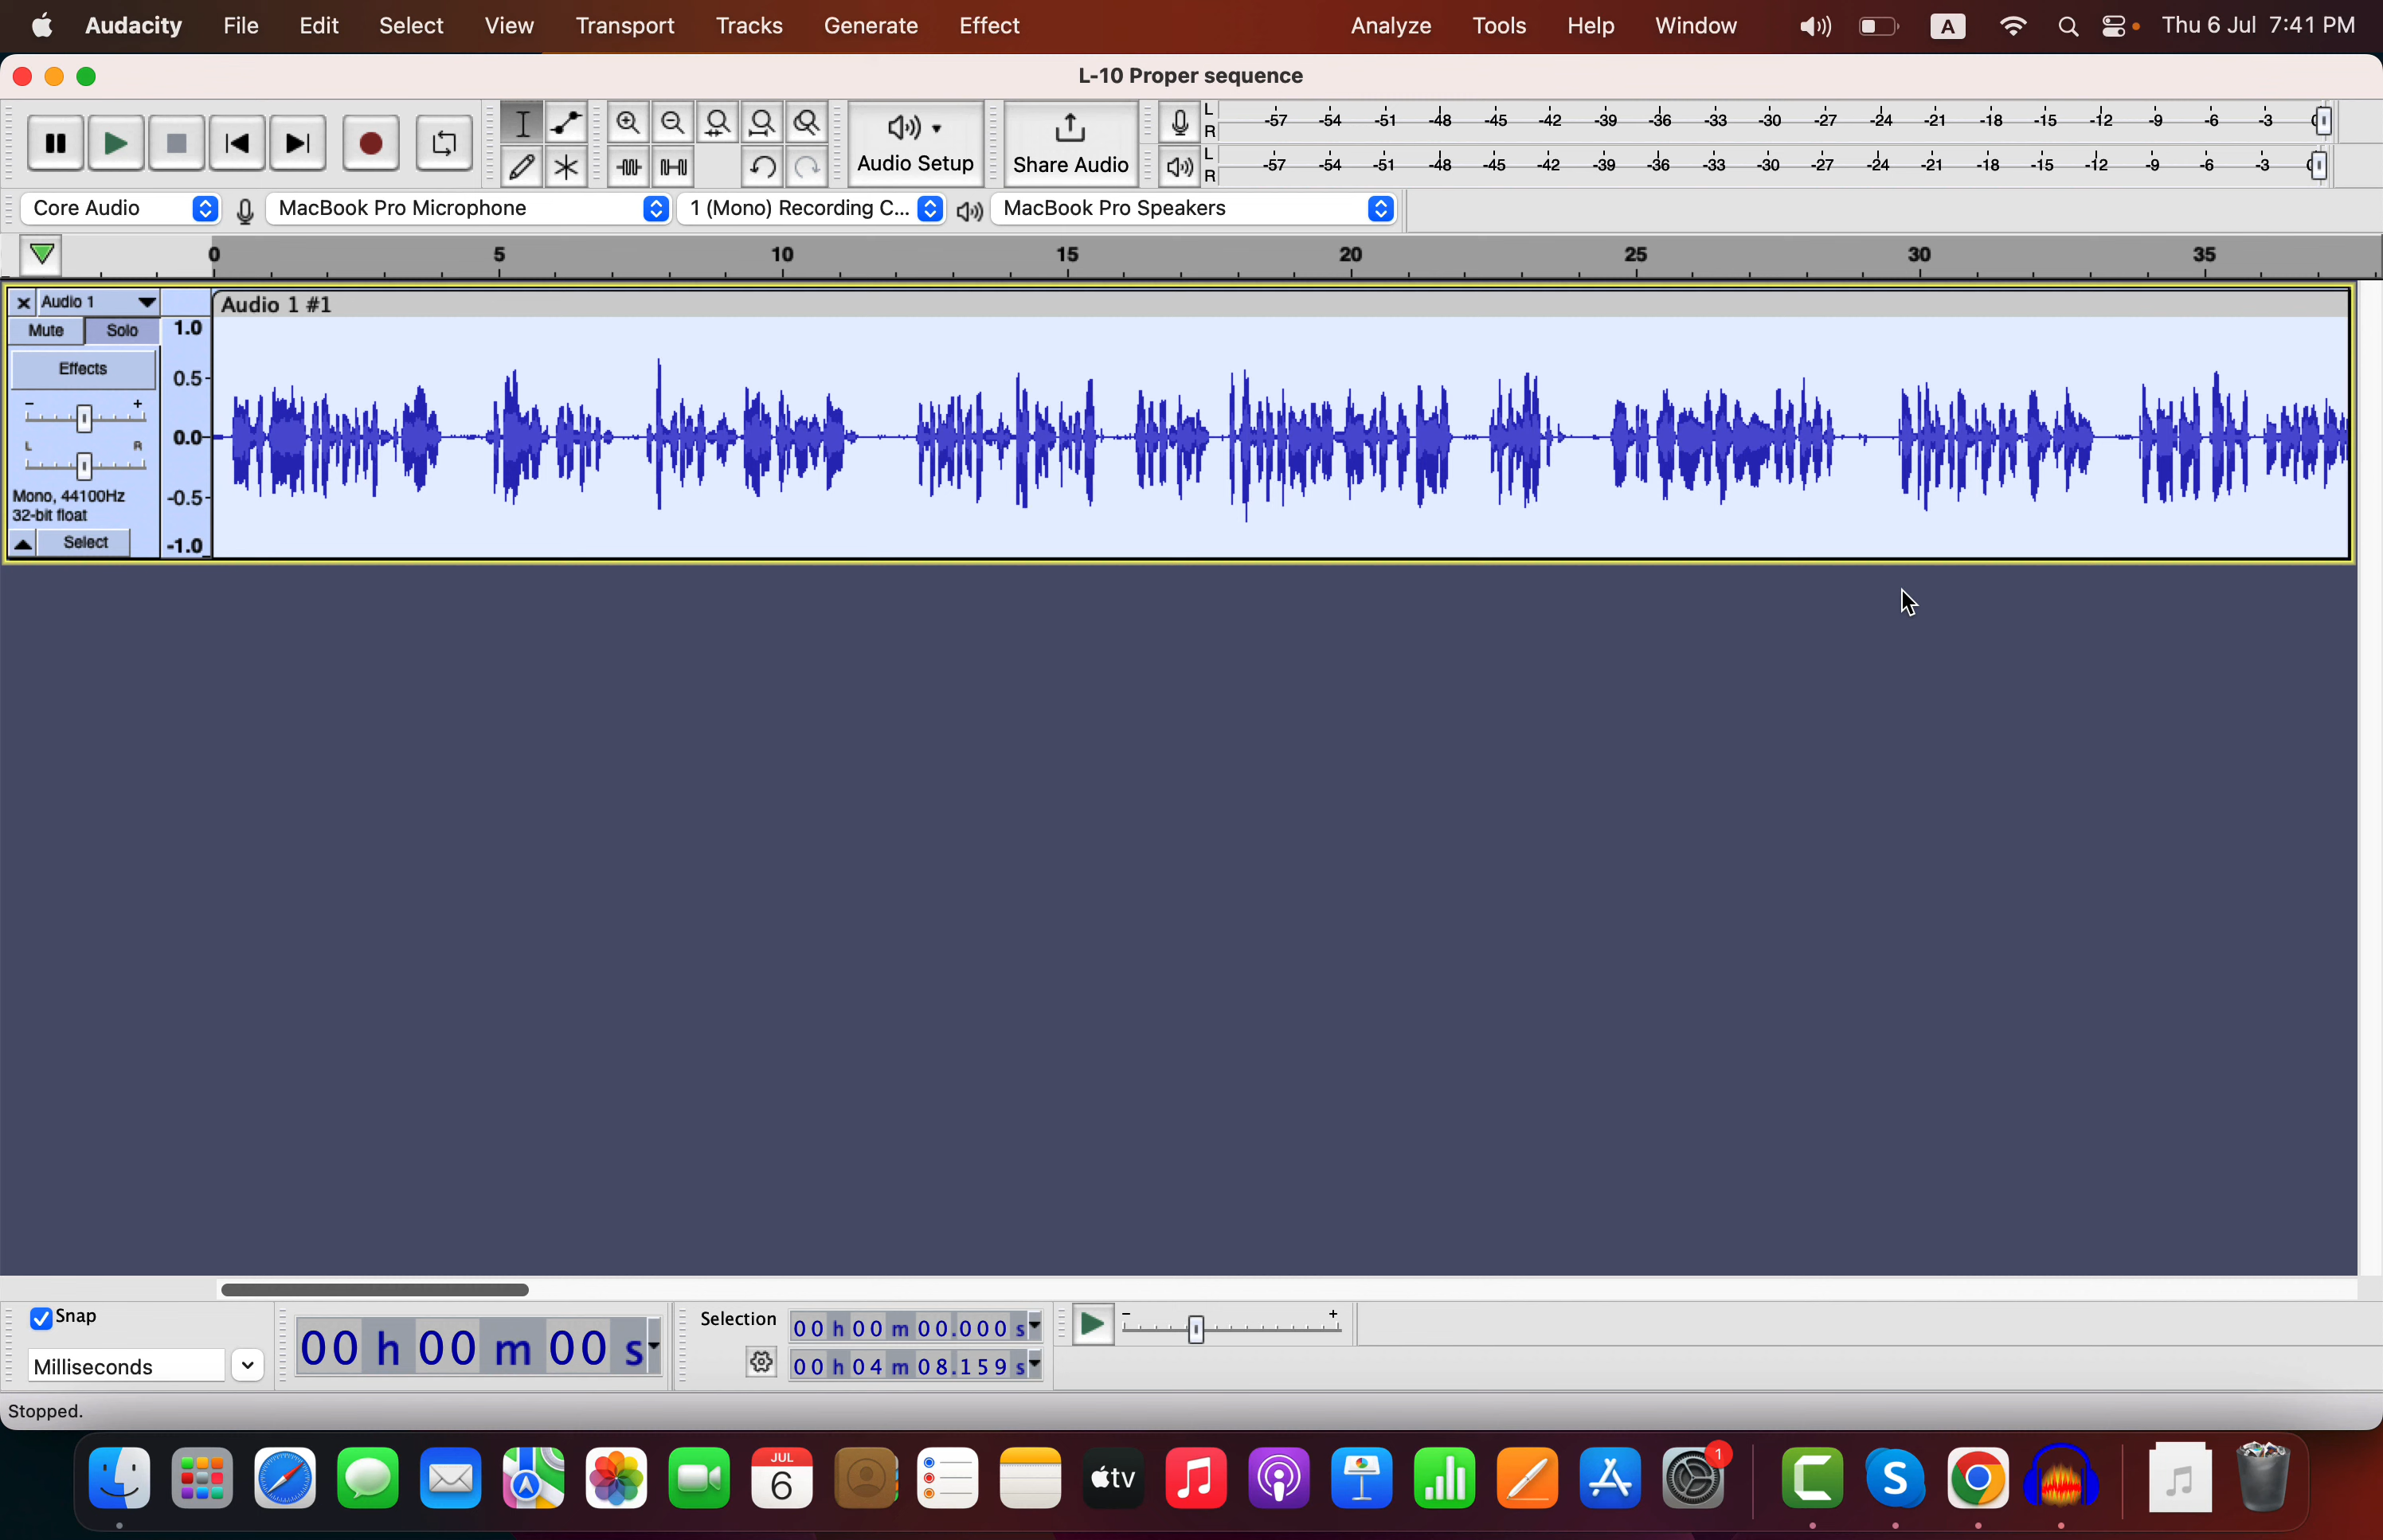 Audacity File Edit Select View Transport Tracks Generate Effect Analyze Tools Help Window A Thu 6 Jul 7:41 PM
L-10 Proper sequence
L -57 -54 -51 -48 -45 -42 -39 -36 -33 -30 -27 -24 -21 -18 -15 -12 -9 -6 -3
R
Audio Setup Share Audio
L -57 -54 -51 -48 -45 -42 -39 -36 -33 -30 -27 -24 -21 -18 -15 -12 -9 -6 -3
R
Core Audio MacBook Pro Microphone 1 (Mono) Recording C... MacBook Pro Speakers
0 5 10 15 20 25 30 35
Audio 1 Audio 1 #1
Mute Solo 1.0
Effects 0.5
- +
L R 0.0
Mono, 44100Hz -0.5
32-bit float
Select -1.0
Snap
Selection 00 h 00 m 00.000 s - +
00 h 00 m 00 s
Milliseconds 00 h 04 m 08.159 s
Stopped.
JUL
6
tv
1
S